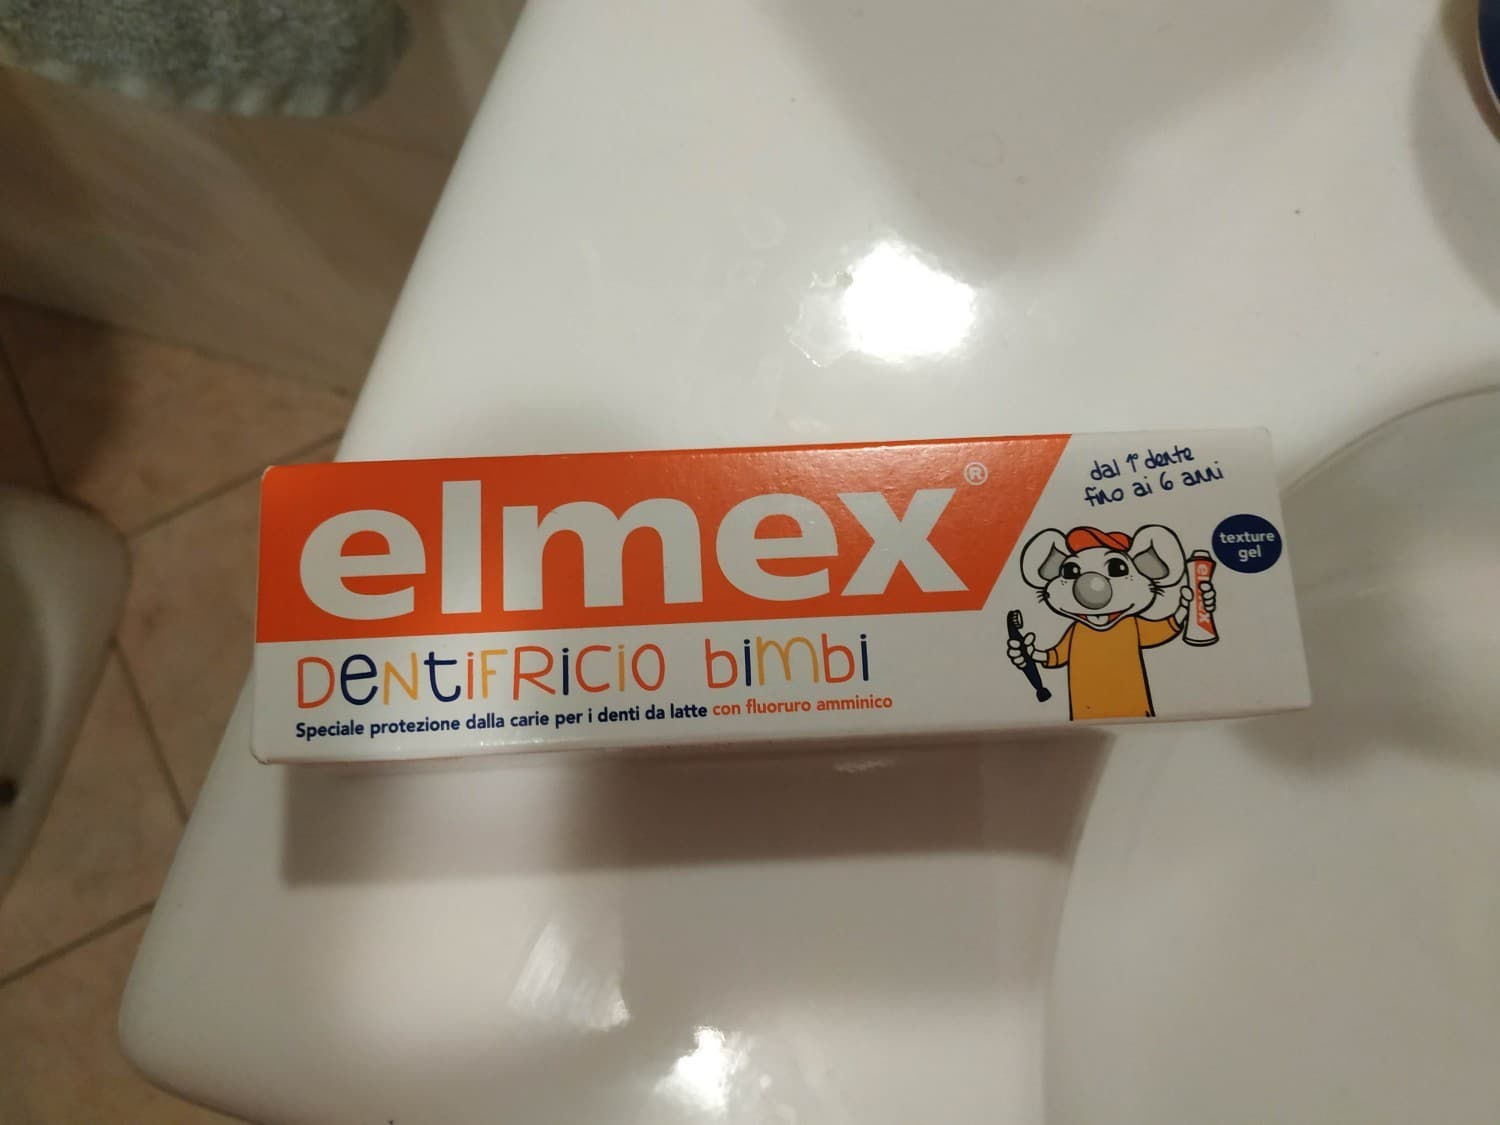 elmex®
DENTIFRICIO bimbi
Speciale protezione dalla carie per i denti da latte con fluoruro amminico
dal 1° dente
fino ai 6 anni
texture
gel
elmex